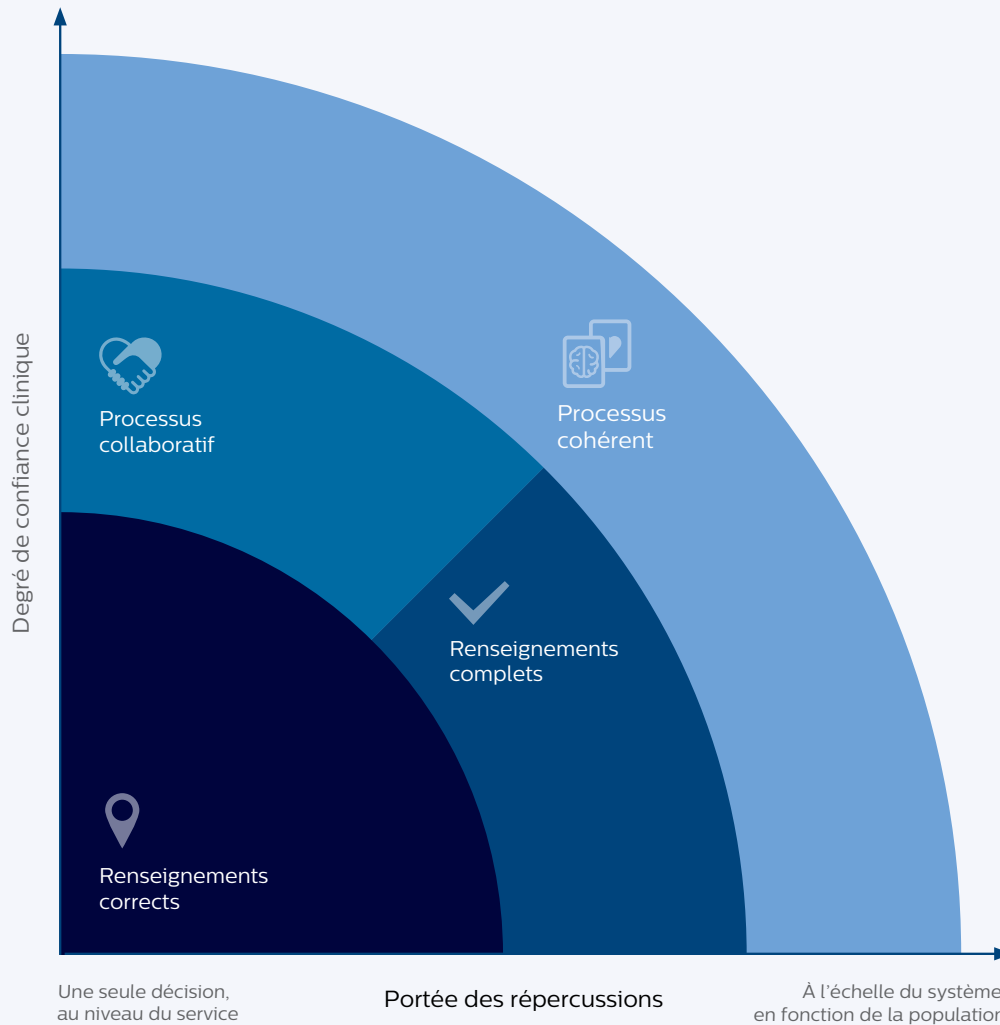 Degré de confiance clinique
Processus
collaboratif
Processus
cohérent
Renseignements
complets
Renseignements
corrects
Une seule décision,
au niveau du service
Portée des répercussions
À l’échelle du système
en fonction de la population